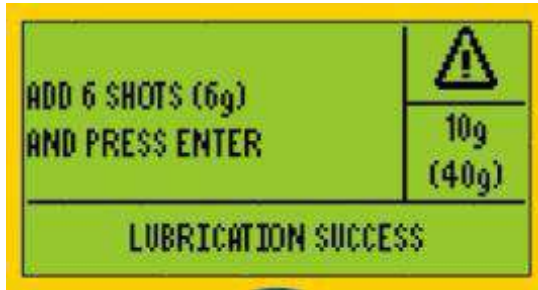 ADD 6 SHOTS (6g)
AND PRESS ENTER
10g
(40g)
LUBRICATION SUCCESS